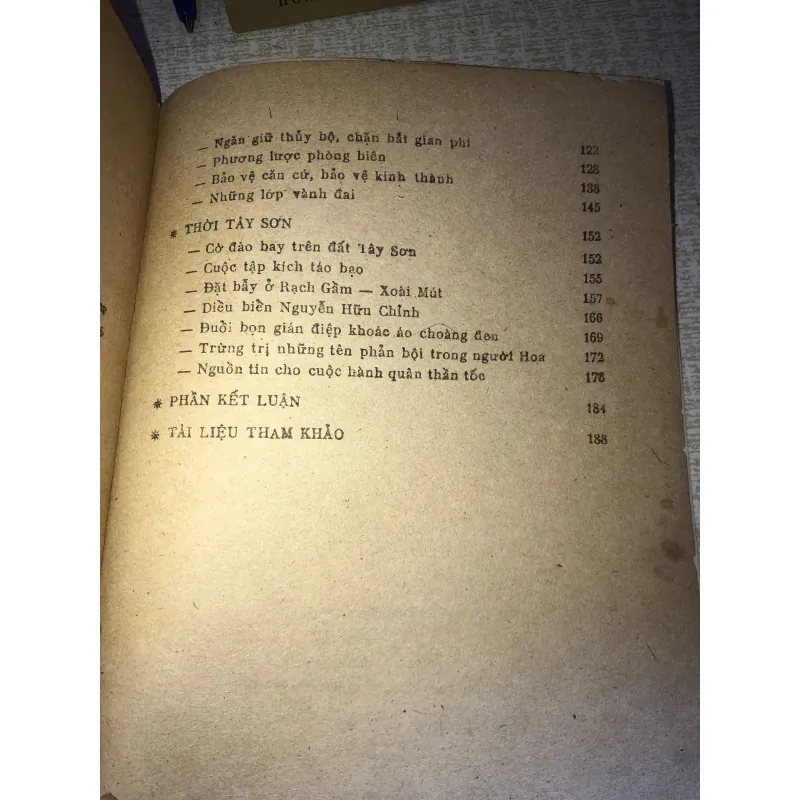 — Ngăn giữ thủy bộ, chặn bắt gian phi 122
— Phương lược phòng biên 128
— Bảo vệ căn cứ, bảo vệ kinh thành 138
— Những lớp vành đai 145
* THỜI TÂY SƠN 152
— Cờ đào bay trên đất Tây Sơn 152
— Cuộc tập kích táo bạo 155
— Đặt bẫy ở Rạch Gầm — Xoài Mút 157
— Diều biến Nguyễn Hữu Chỉnh 166
— Đuổi bọn gián điệp khoác áo choàng đen 169
— Trừng trị những tên phản bội trong người Hoa 172
— Nguồn tin cho cuộc hành quân thần tốc 176
* PHẦN KẾT LUẬN 184
* TÀI LIỆU THAM KHẢO 188